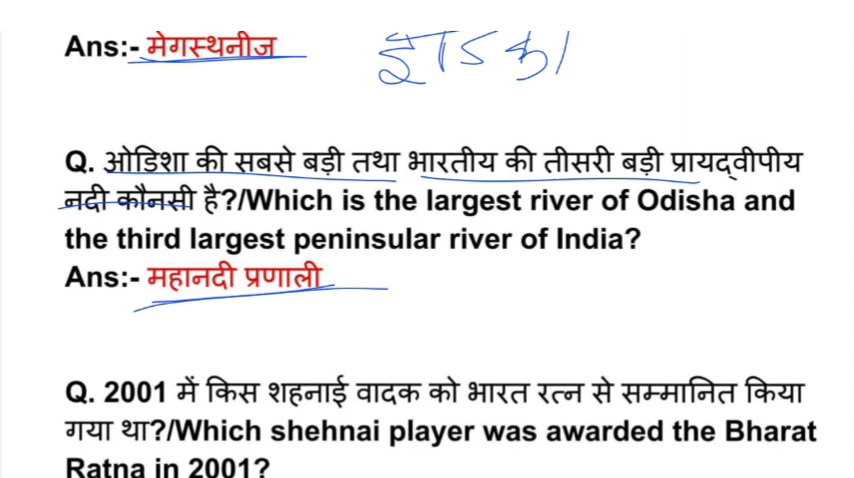 Ans:- मेगस्थनीज
इण्डिका
Q. ओडिशा की सबसे बड़ी तथा भारतीय की तीसरी बड़ी प्रायद्वीपीय
नदी कौनसी है?/Which is the largest river of Odisha and
the third largest peninsular river of India?
Ans:- महानदी प्रणाली
Q. 2001 में किस शहनाई वादक को भारत रत्न से सम्मानित किया
गया था?/Which shehnai player was awarded the Bharat
Ratna in 2001?